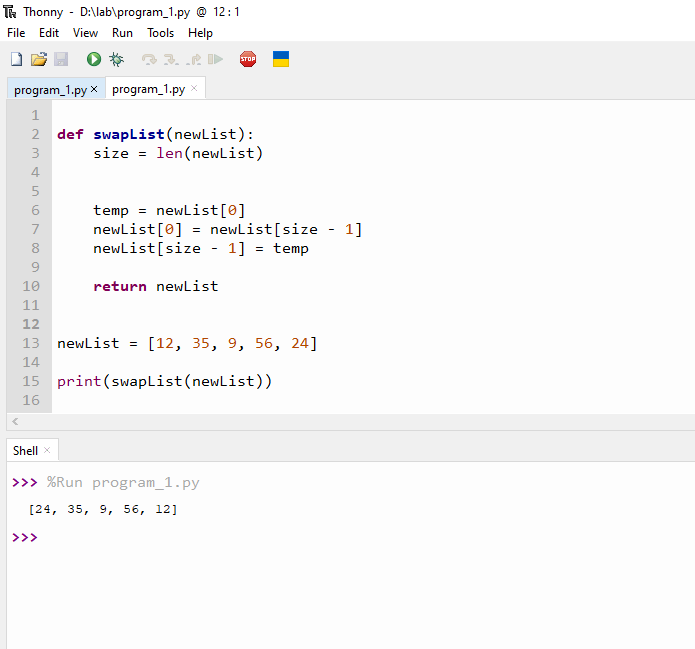 Thonny - D:\lab\program_1.py @ 12:1
File Edit View Run Tools Help
STOP
program_1.py × program_1.py ×
1
2 def swapList(newList):
3     size = len(newList)
4
5
6     temp = newList[0]
7     newList[0] = newList[size - 1]
8     newList[size - 1] = temp
9
10     return newList
11
12
13 newList = [12, 35, 9, 56, 24]
14
15 print(swapList(newList))
16
Shell ×
>>> %Run program_1.py
[24, 35, 9, 56, 12]
>>>